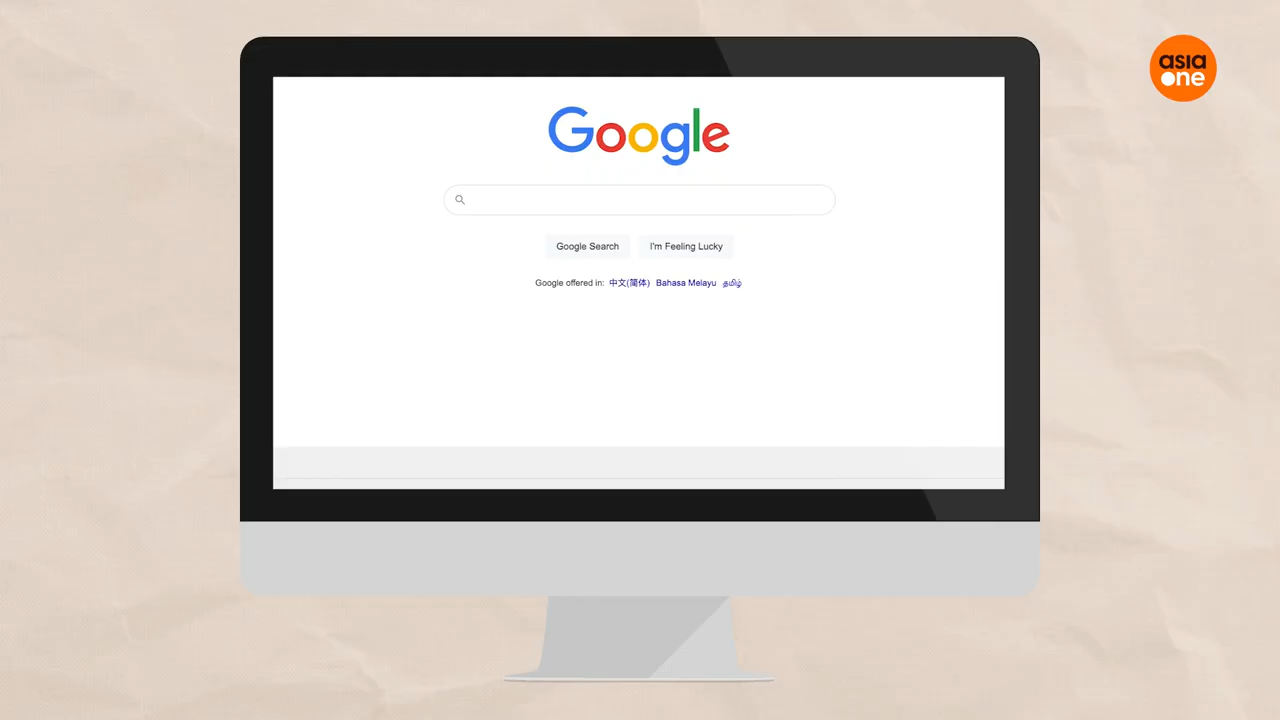 asia
one
Google
Google Search I'm Feeling Lucky
Google offered in: 中文(简体) Bahasa Melayu தமிழ்